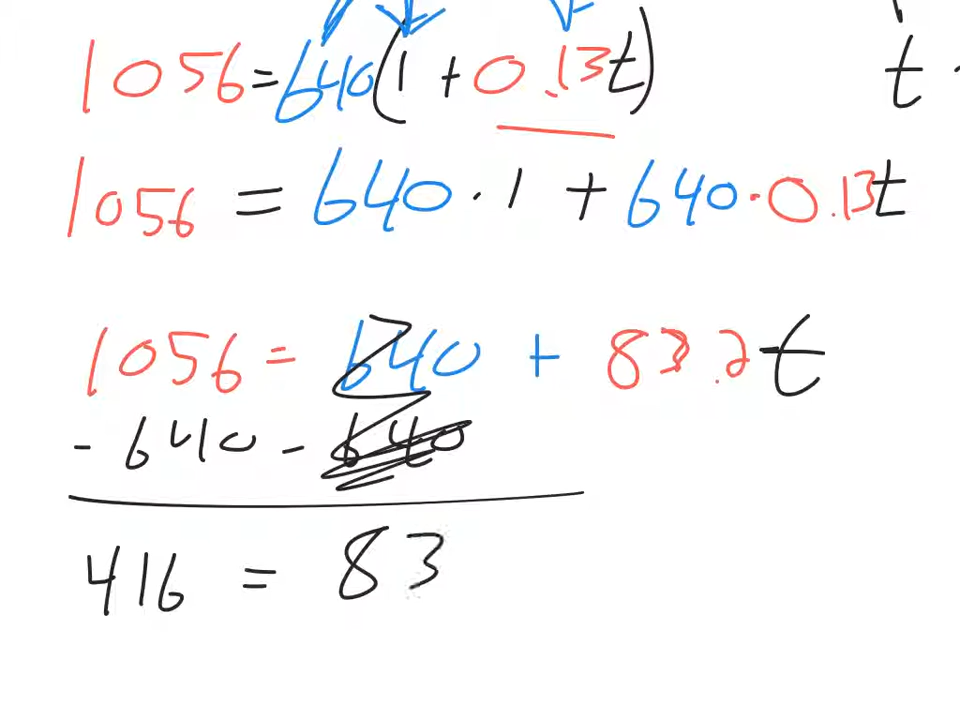 1056=640(1+0.13t)
t
1056 = 640·1 + 640·0.13t
1056 = 640 + 83.2t
- 640 - 640
416 = 83